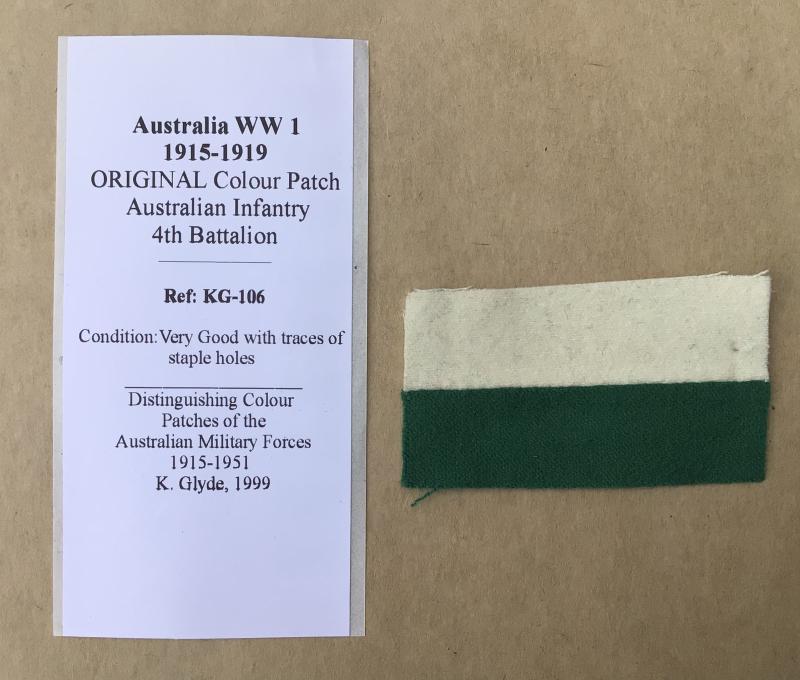 Australia WW 1
1915-1919
ORIGINAL Colour Patch
Australian Infantry
4th Battalion
Ref: KG-106
Condition: Very Good with traces of
staple holes
Distinguishing Colour
Patches of the
Australian Military Forces
1915-1951
K. Glyde, 1999